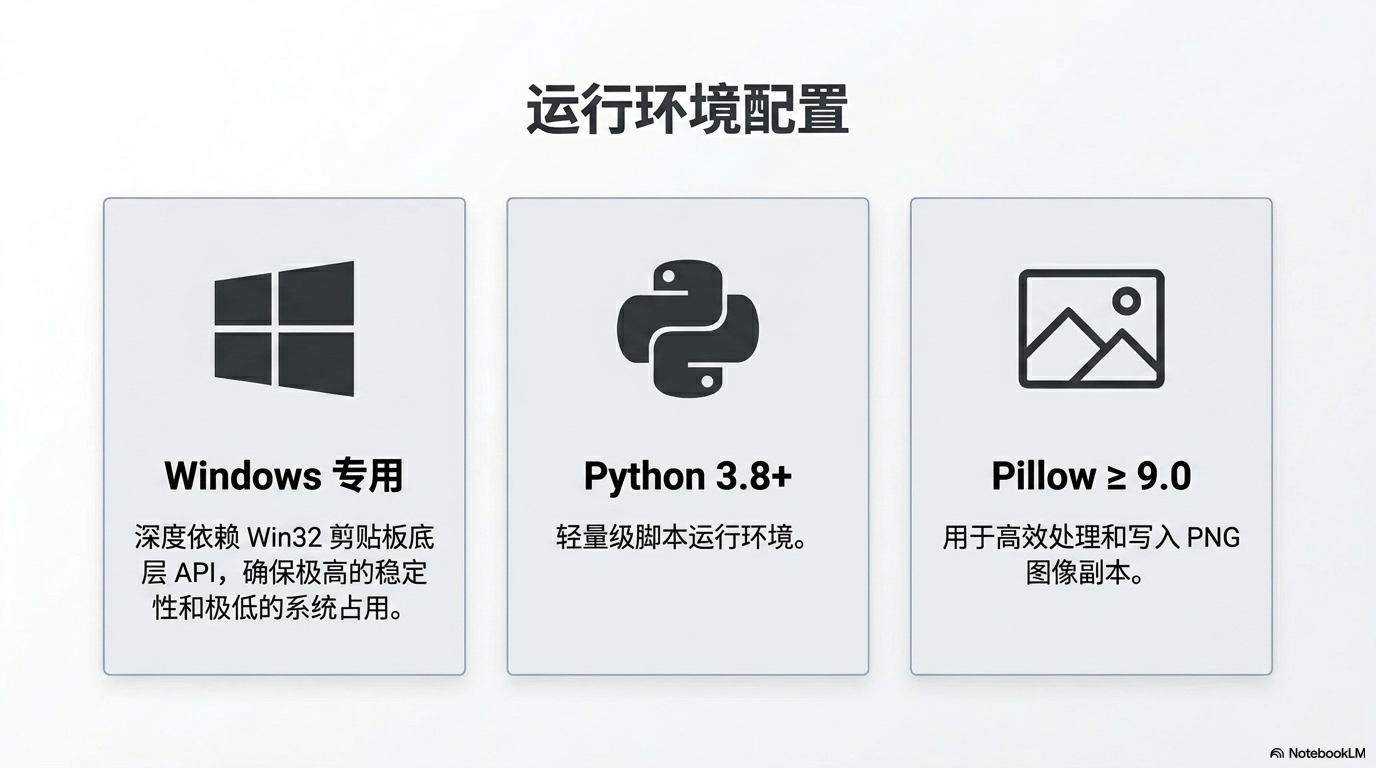 运行环境配置
Windows 专用
深度依赖 Win32 剪贴板底
层 API，确保极高的稳定
性和极低的系统占用。
Python 3.8+
轻量级脚本运行环境。
Pillow ≥ 9.0
用于高效处理和写入 PNG
图像副本。
NotebookLM